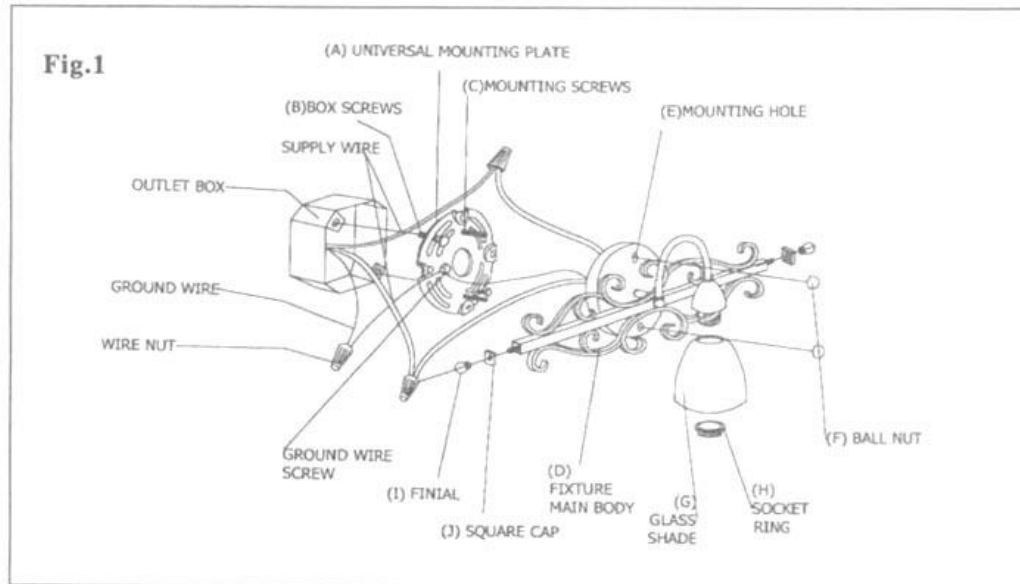 Fig.1
(A) UNIVERSAL MOUNTING PLATE
(C)MOUNTING SCREWS
(B)BOX SCREWS
(E)MOUNTING HOLE
SUPPLY WIRE
OUTLET BOX
GROUND WIRE
WIRE NUT
GROUND WIRE
SCREW
(I) FINIAL
(J) SQUARE CAP
(D)
FIXTURE
MAIN BODY
(G)
GLASS
SHADE
(H)
SOCKET
RING
(F) BALL NUT